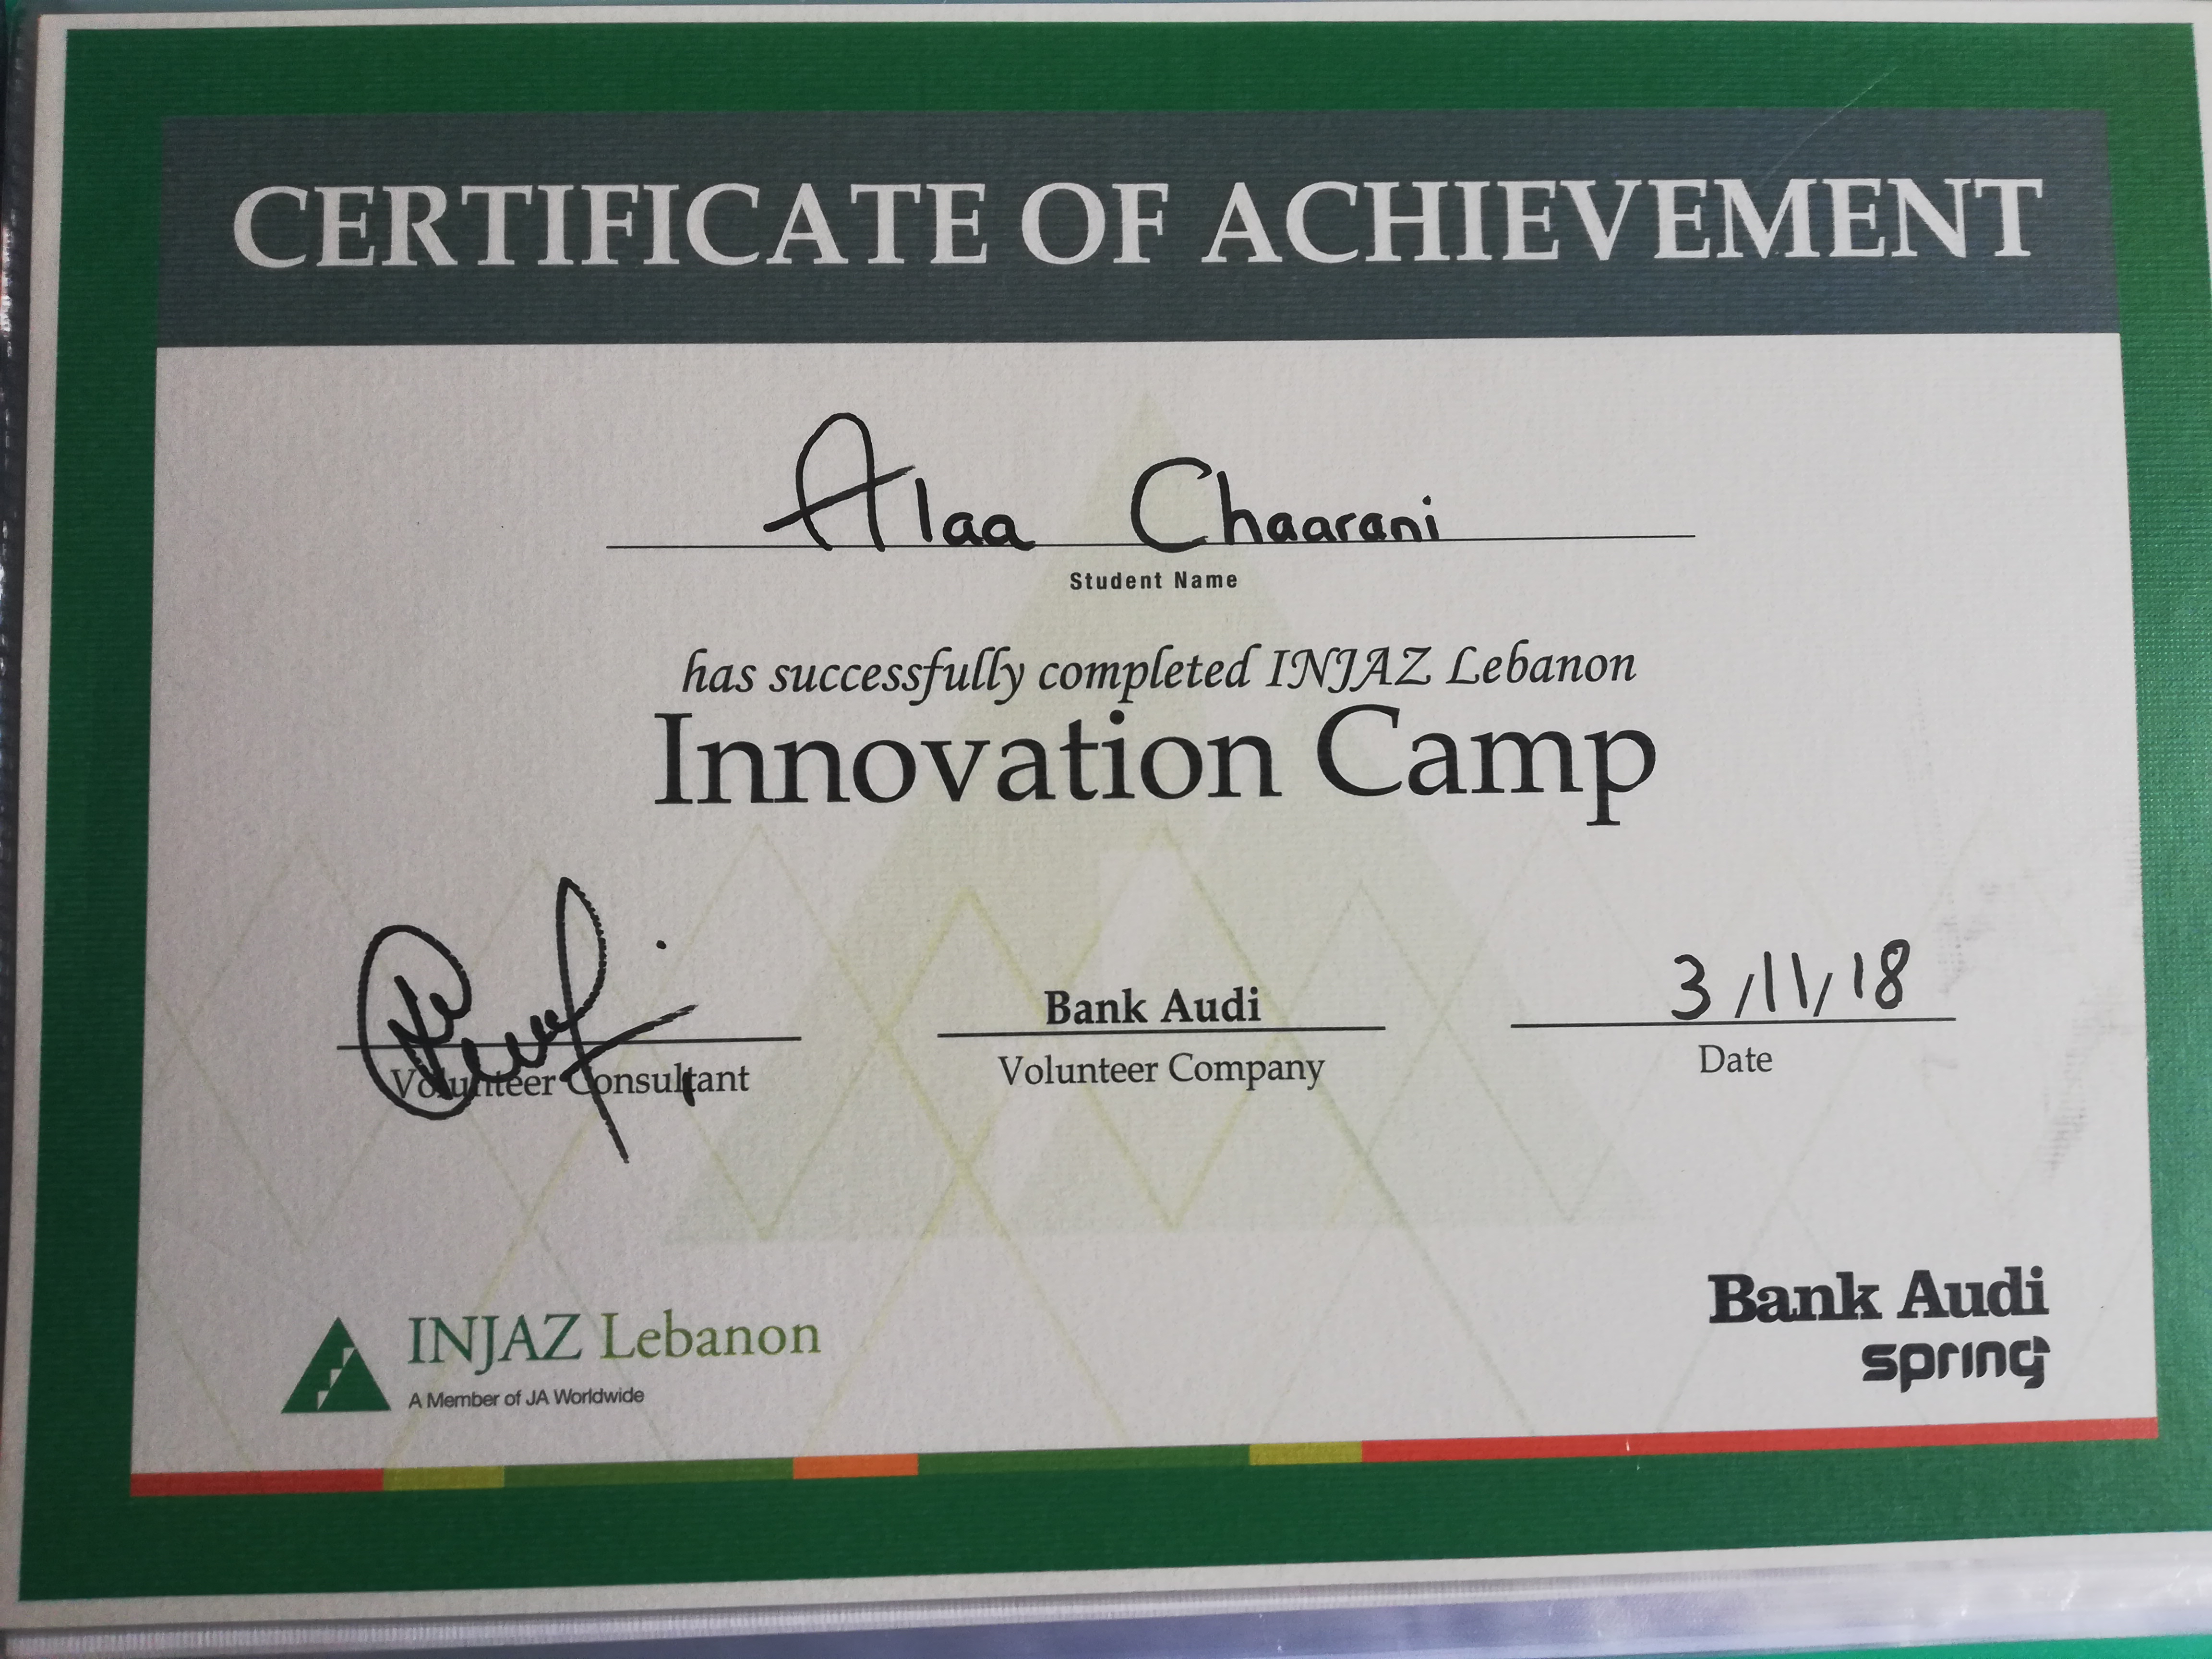 CERTIFICATE OF ACHIEVEMENT
Alaa Chaarani
Student Name
has successfully completed INJAZ Lebanon
Innovation Camp
Bank Audi
3/11/18
Volunteer Consultant
Volunteer Company
Date
INJAZ Lebanon
A Member of JA Worldwide
Bank Audi
spring